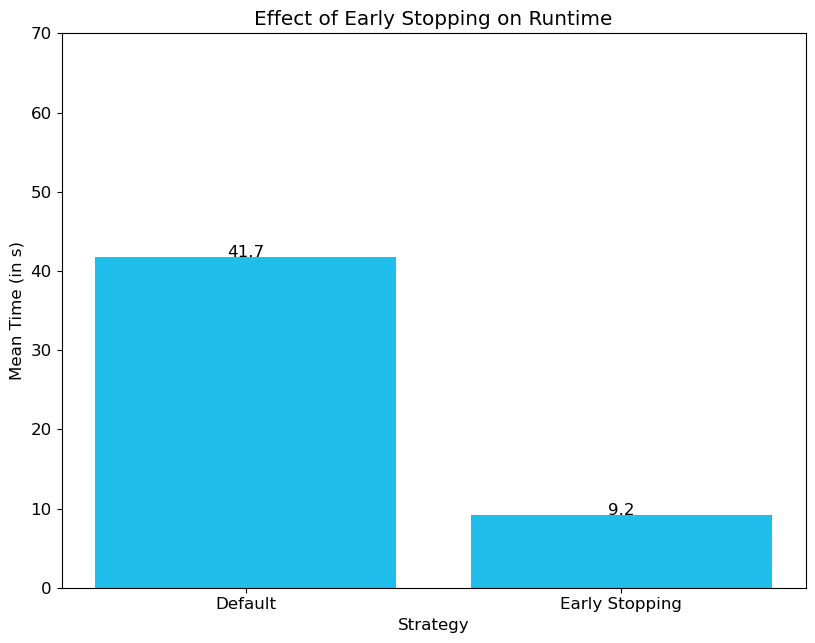 Effect of Early Stopping on Runtime
70
60
50
40
30
20
10
0
Mean Time (in s)
41.7
9.2
Default
Early Stopping
Strategy